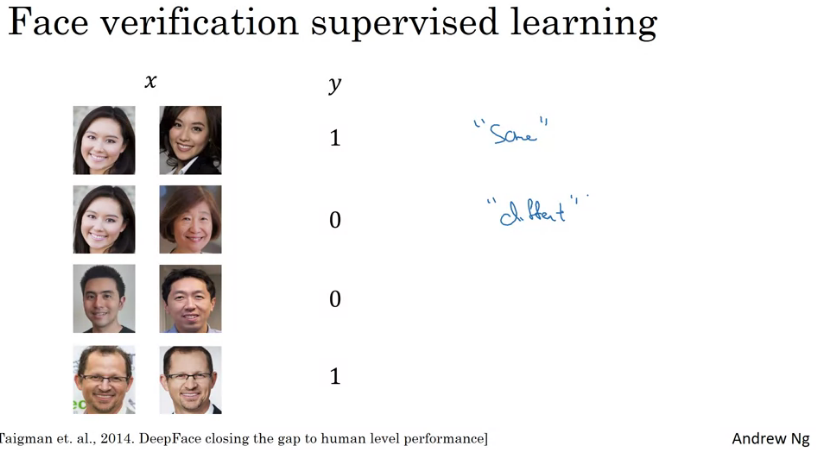 Face verification supervised learning
x y
1 "Same"
0 "different"
0
1
Taigman et. al., 2014. DeepFace closing the gap to human level performance]
Andrew Ng